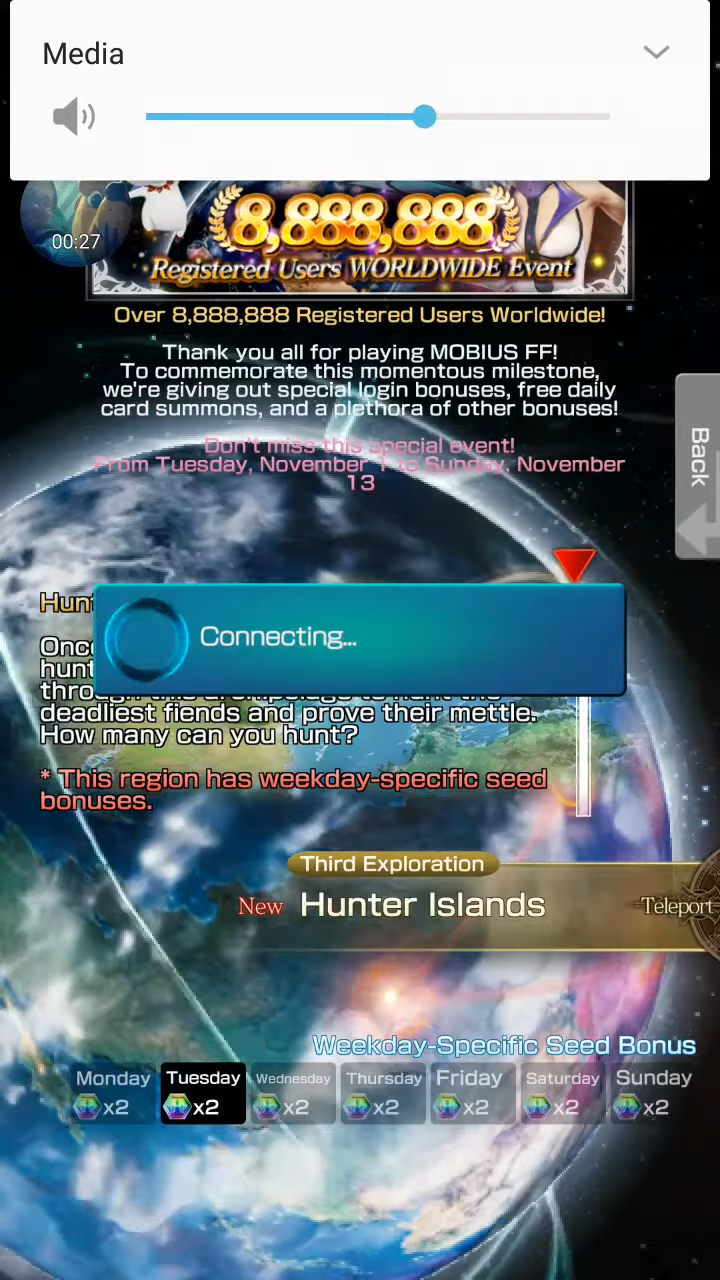 Media
00:27
8,888,888
Registered Users WORLDWIDE Event
Over 8,888,888 Registered Users Worldwide!
Thank you all for playing MOBIUS FF!
To commemorate this momentous milestone,
we're giving out special login bonuses, free daily
card summons, and a plethora of other bonuses!
Don't miss this special event!
From Tuesday, November 1 to Sunday, November
13
Back
Connecting...
deadliest fiends and prove their mettle.
How many can you hunt?
* This region has weekday-specific seed
bonuses.
Third Exploration
New Hunter Islands
Teleport
Weekday-Specific Seed Bonus
Monday Tuesday Wednesday Thursday Friday Saturday Sunday
x2 x2 x2 x2 x2 x2 x2